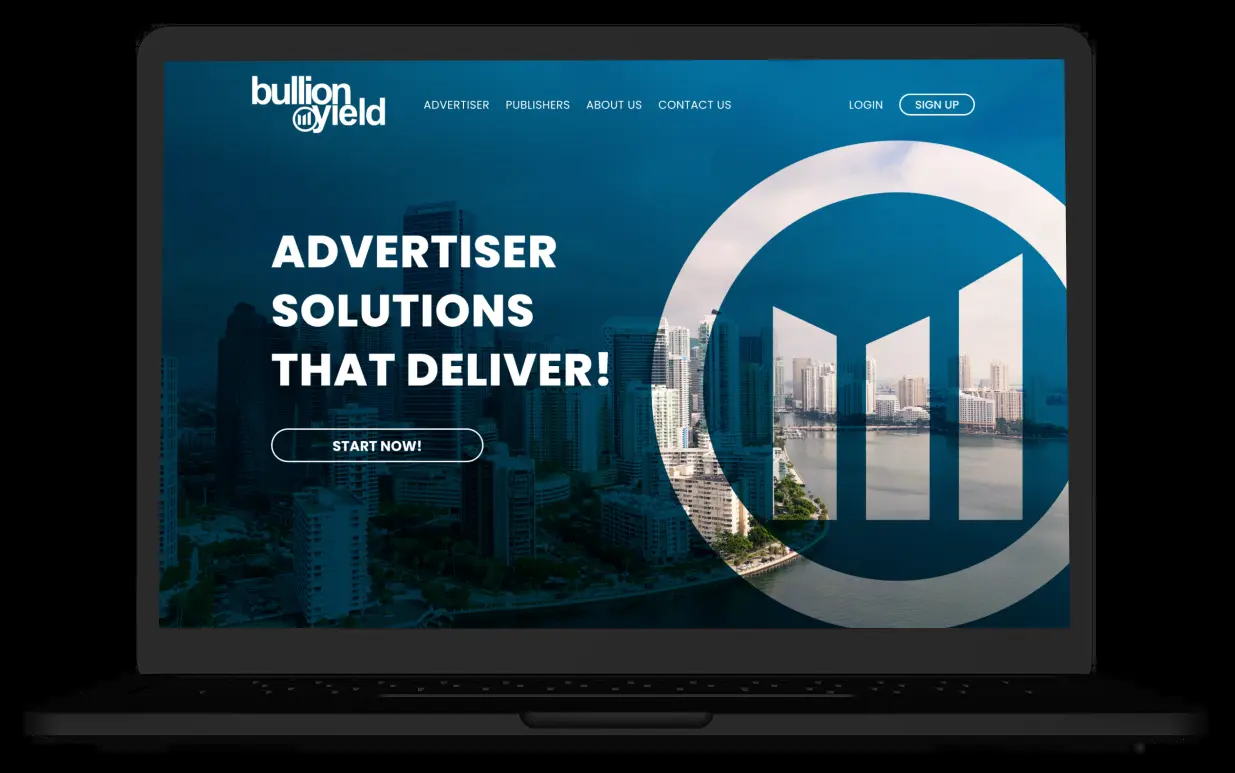 bullion
yield
ADVERTISER PUBLISHERS ABOUT US CONTACT US LOGIN SIGN UP
ADVERTISER
SOLUTIONS
THAT DELIVER!
START NOW!